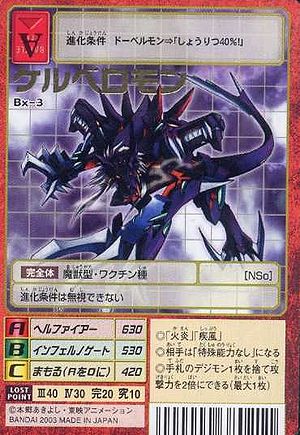 進化条件 ドーベルモン⇒「しょうりつ40%!」
ケルベロモン
Bx-3
完全体 魔獣型・ワクチン種 [NSo]
進化条件は無視できない
A ヘルファイアー 630
B インフェルノゲート 530
C まもる(Aを0に) 420
○「火炎」「疾風」
○相手は「特殊能力なし」になる
○手札のデジモン1枚を捨て攻
撃力を2倍にできる(最大1枚)
LOST POINT Ⅲ40 Ⅳ30 完20 究10
©本郷あきよし・東映アニメーション
BANDAI 2003 MADE IN JAPAN